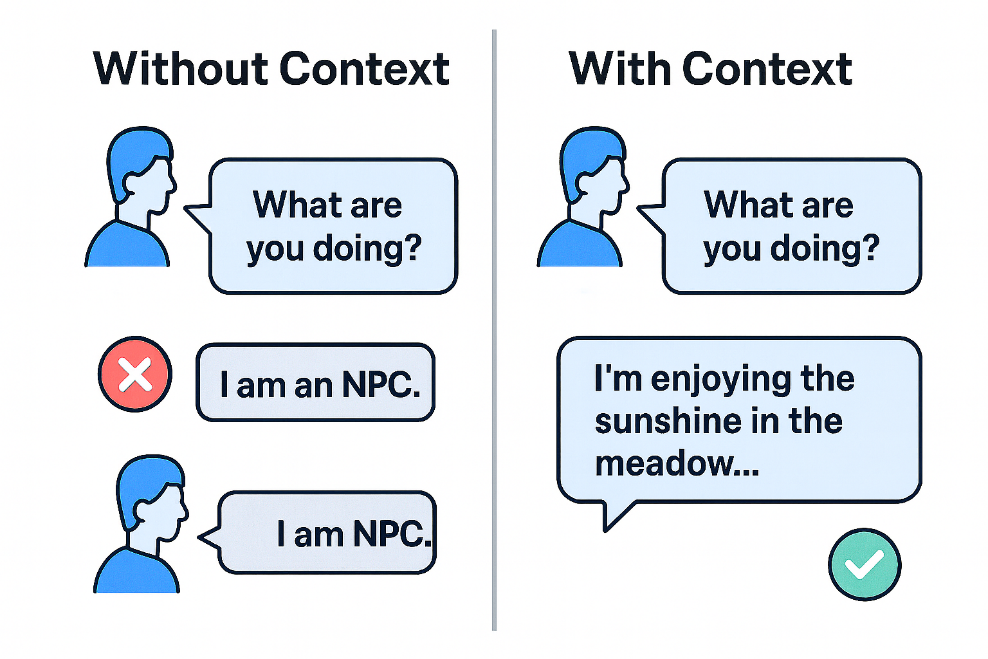 Without Context
What are
you doing?
I am an NPC.
I am NPC.
With Context
What are
you doing?
I'm enjoying the
sunshine in the
meadow...